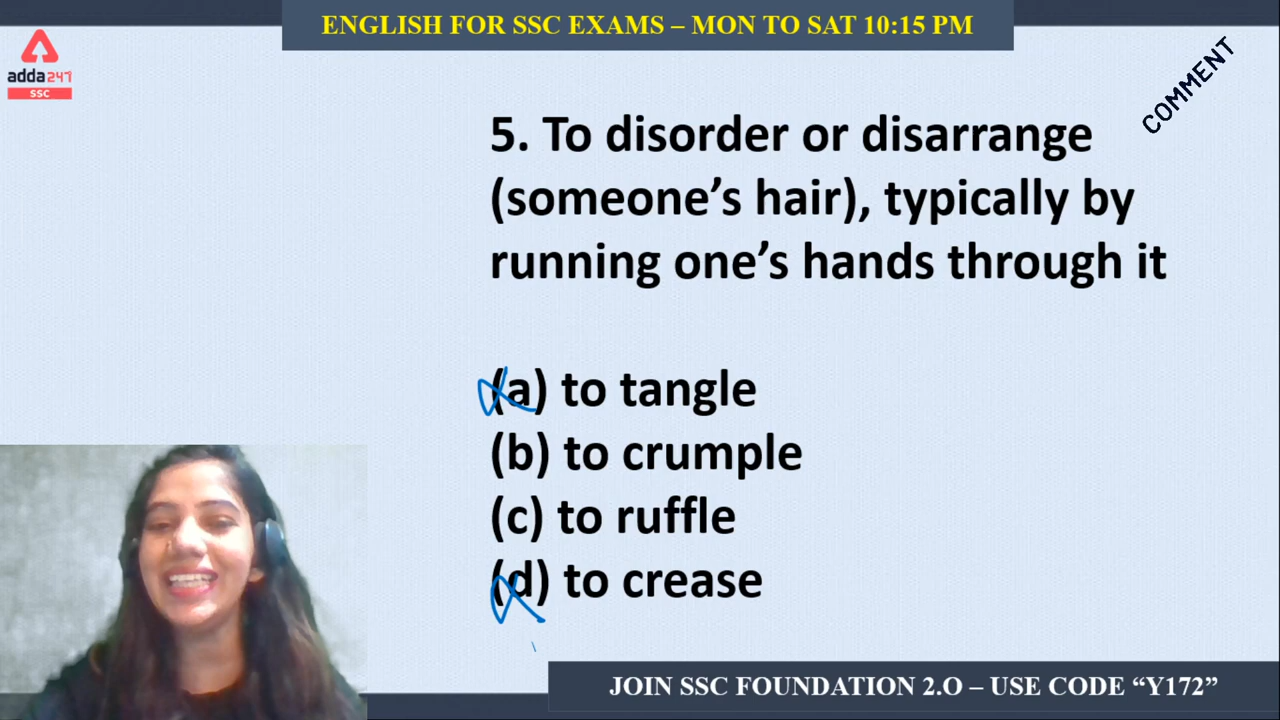 ENGLISH FOR SSC EXAMS – MON TO SAT 10:15 PM
adda247
SSC
COMMENT
5. To disorder or disarrange
(someone’s hair), typically by
running one’s hands through it
(a) to tangle
(b) to crumple
(c) to ruffle
(d) to crease
JOIN SSC FOUNDATION 2.O – USE CODE “Y172”